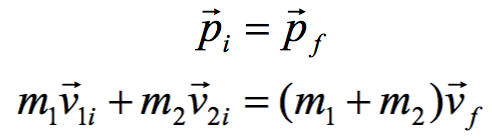 p⃗ᵢ = p⃗_f
m₁v⃗₁ᵢ + m₂v⃗₂ᵢ = (m₁ + m₂)v⃗_f